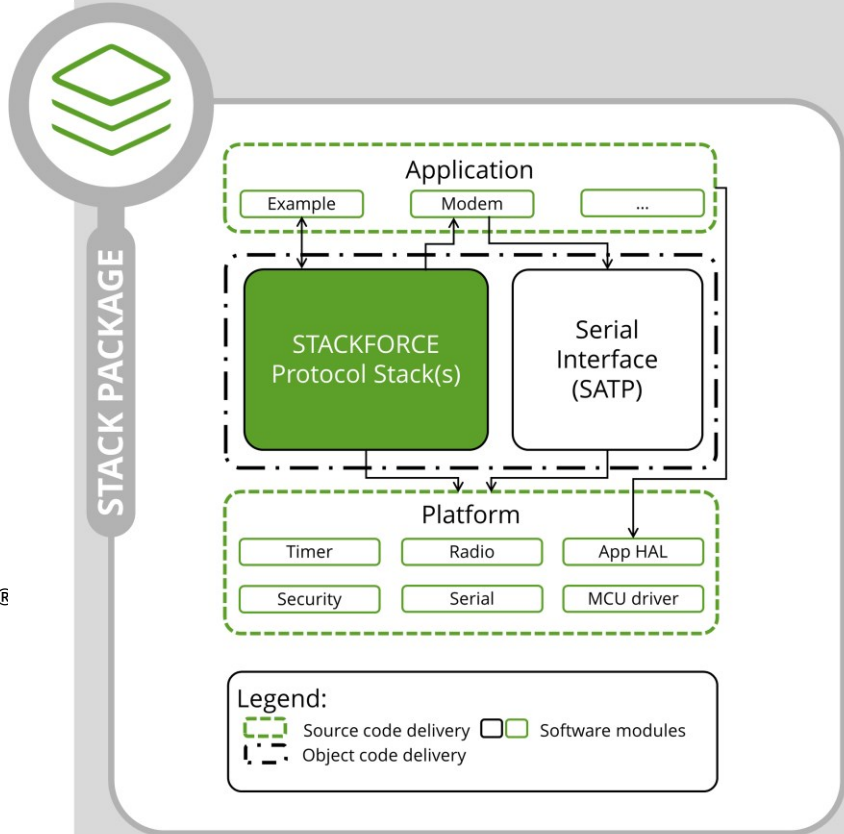 STACK PACKAGE
Application
Example
Modem
...
STACKFORCE
Protocol Stack(s)
Serial
Interface
(SATP)
Platform
Timer
Radio
App HAL
Security
Serial
MCU driver
®
Legend:
Source code delivery
Software modules
Object code delivery